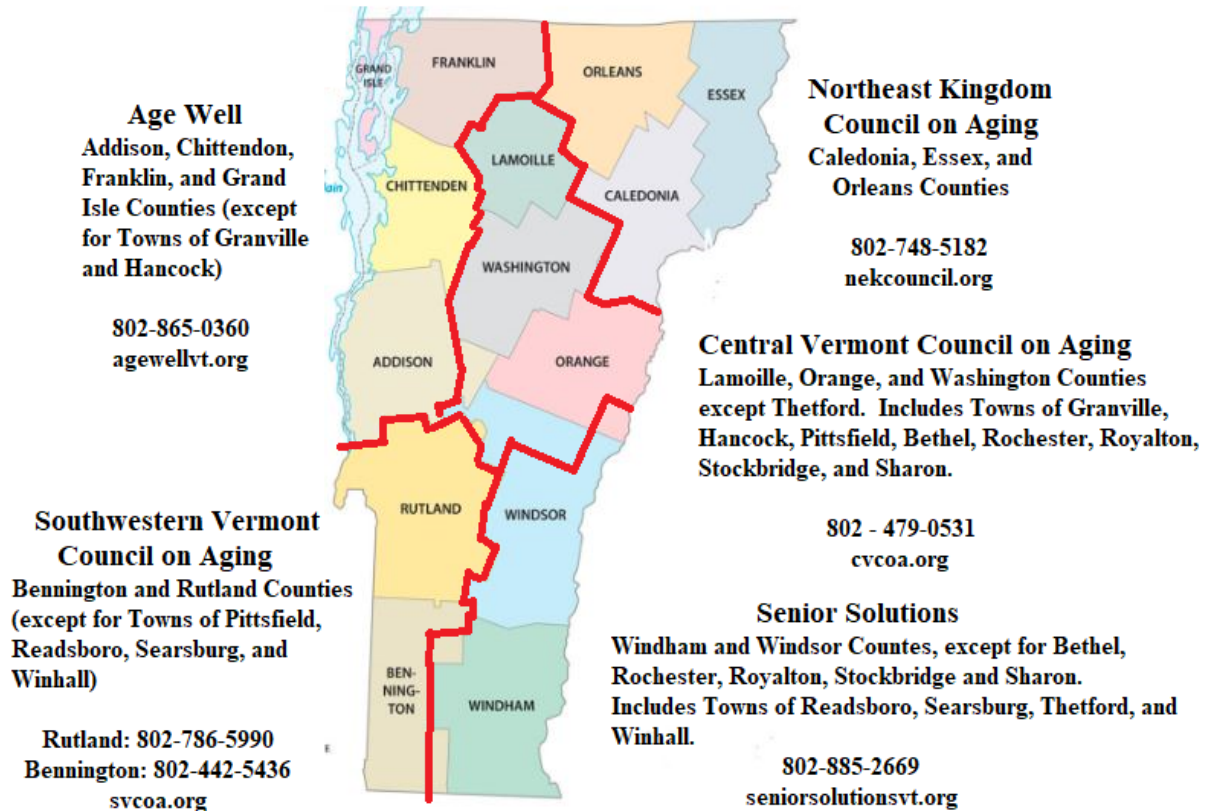 Age Well
Addison, Chittendon,
Franklin, and Grand
Isle Counties (except
for Towns of Granville
and Hancock)
802-865-0360
agewellvt.org
Southwestern Vermont
Council on Aging
Bennington and Rutland Counties
(except for Towns of Pittsfield,
Readsboro, Searsburg, and
Winhall)
Rutland: 802-786-5990
Bennington: 802-442-5436
svcoa.org
GRAND
ISLE
FRANKLIN
ORLEANS
ESSEX
LAMOILLE
CHITTENDEN
CALEDONIA
WASHINGTON
ADDISON
ORANGE
RUTLAND
WINDSOR
BEN-
NING-
TON
WINDHAM
Northeast Kingdom
Council on Aging
Caledonia, Essex, and
Orleans Counties
802-748-5182
nekcouncil.org
Central Vermont Council on Aging
Lamoille, Orange, and Washington Counties
except Thetford. Includes Towns of Granville,
Hancock, Pittsfield, Bethel, Rochester, Royalton,
Stockbridge, and Sharon.
802 - 479-0531
cvcoa.org
Senior Solutions
Windham and Windsor Countes, except for Bethel,
Rochester, Royalton, Stockbridge and Sharon.
Includes Towns of Readsboro, Searsburg, Thetford, and
Winhall.
802-885-2669
seniorsolutionsvt.org